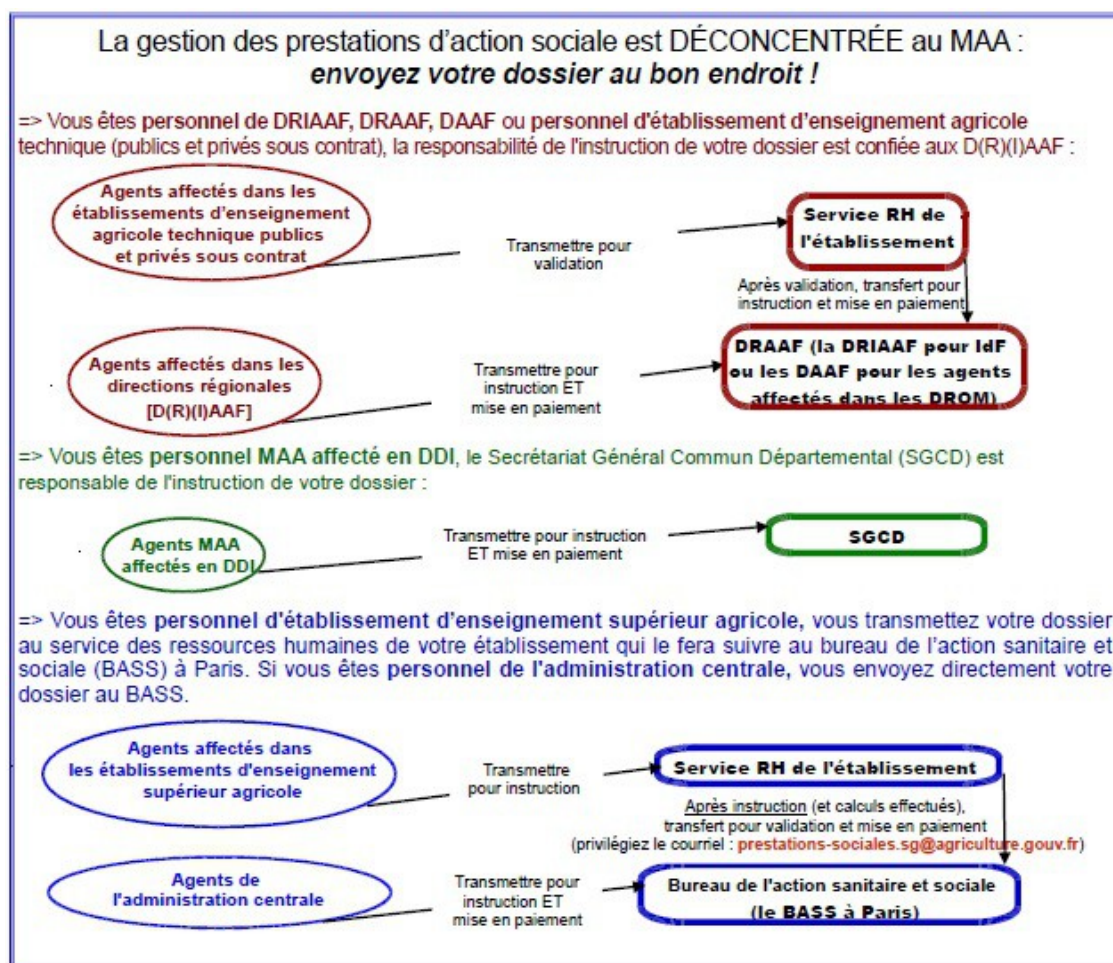 La gestion des prestations d'action sociale est DÉCONCENTRÉE au MAA :
envoyez votre dossier au bon endroit !
=> Vous êtes personnel de DRIAAF, DRAAF, DAAF ou personnel d'établissement d'enseignement agricole
technique (publics et privés sous contrat), la responsabilité de l'instruction de votre dossier est confiée aux D(R)(I)AAF :
Agents affectés dans les
établissements d'enseignement
agricole technique publics
et privés sous contrat
Transmettre pour
validation
Service RH de
l'établissement
Après validation, transfert pour
instruction et mise en paiement
Agents affectés dans les
directions régionales
[D(R)(I)AAF]
Transmettre pour
instruction ET
mise en paiement
DRAAF (la DRIAAF pour IdF
ou les DAAF pour les agents
affectés dans les DROM)
=> Vous êtes personnel MAA affecté en DDI, le Secrétariat Général Commun Départemental (SGCD) est
responsable de l'instruction de votre dossier :
Agents MAA
affectés en DDI
Transmettre pour instruction
ET mise en paiement
SGCD
=> Vous êtes personnel d'établissement d'enseignement supérieur agricole, vous transmettez votre dossier
au service des ressources humaines de votre établissement qui le fera suivre au bureau de l'action sanitaire et
sociale (BASS) à Paris. Si vous êtes personnel de l'administration centrale, vous envoyez directement votre
dossier au BASS.
Agents affectés dans
les établissements d'enseignement
supérieur agricole
Transmettre
pour instruction
Service RH de l'établissement
Après instruction (et calculs effectués),
transfert pour validation et mise en paiement
(privilégiez le courriel : prestations-sociales.sg@agriculture.gouv.fr)
Agents de
l'administration centrale
Transmettre pour
instruction ET
mise en paiement
Bureau de l'action sanitaire et sociale
(le BASS à Paris)